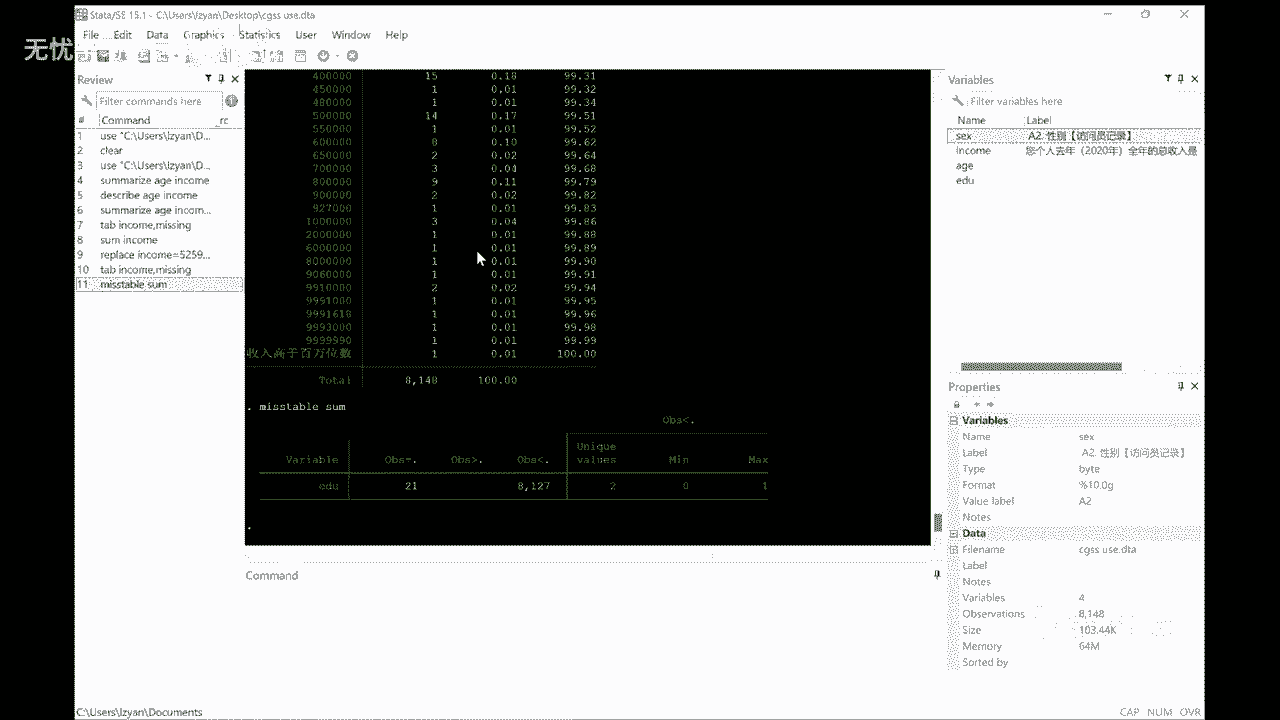 Stata/SE 15.1 - C:\Users\lzyan\Desktop\cgss use.dta
File Edit Data Graphics Statistics User Window Help
无忧
Review
Filter commands here
# Command _rc
1 use "C:\Users\lzyan\D...
2 clear
3 use "C:\Users\lzyan\D...
4 summarize age income
5 describe age income
6 summarize age incom...
7 tab income,missing
8 sum income
9 replace income=5259...
10 tab income,missing
11 misstable sum
400000 15 0.18 99.31
450000 1 0.01 99.32
480000 1 0.01 99.34
500000 14 0.17 99.51
550000 1 0.01 99.52
600000 8 0.10 99.62
650000 2 0.02 99.64
700000 3 0.04 99.68
800000 9 0.11 99.79
900000 2 0.02 99.82
927000 1 0.01 99.83
1000000 3 0.04 99.86
2000000 1 0.01 99.88
6000000 1 0.01 99.89
8000000 1 0.01 99.90
9060000 1 0.01 99.91
9910000 2 0.02 99.94
9991000 1 0.01 99.95
9991618 1 0.01 99.96
9993000 1 0.01 99.98
9999990 1 0.01 99.99
收入高于百万位数 1 0.01 100.00
Total 8,148 100.00
. misstable sum
Obs<.
Unique
Variable Obs=. Obs>. Obs<. values Min Max
edu 21 8,127 2 0 1
.
Command
Variables
Filter variables here
Name Label
sex A2. 性别【访问员记录】
income 您个人去年（2020年）全年的总收入是
age
edu
Properties
Variables
Name sex
Label A2. 性别【访问员记录】
Type byte
Format %10.0g
Value label A2
Notes
Data
Filename cgss use.dta
Label
Notes
Variables 4
Observations 8,148
Size 103.44K
Memory 64M
Sorted by
C:\Users\lzyan\Documents
CAP NUM OVR